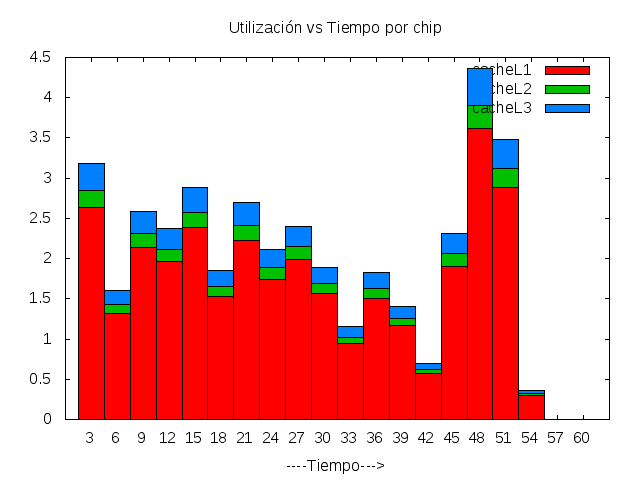 Utilización vs Tiempo por chip
4.5
4
3.5
3
2.5
2
1.5
1
0.5
0
cacheL1
cacheL2
cacheL3
3 6 9 12 15 18 21 24 27 30 33 36 39 42 45 48 51 54 57 60
----Tiempo--->